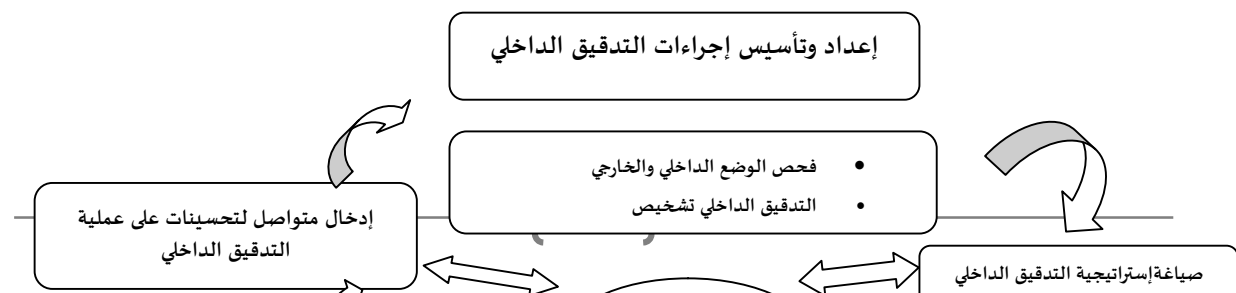 إعداد وتأسيس إجراءات التدقيق الداخلي
• فحص الوضع الداخلي والخارجي
• التدقيق الداخلي تشخيص
إدخال متواصل لتحسينات على عملية
التدقيق الداخلي
صياغةإستراتيجية التدقيق الداخلي